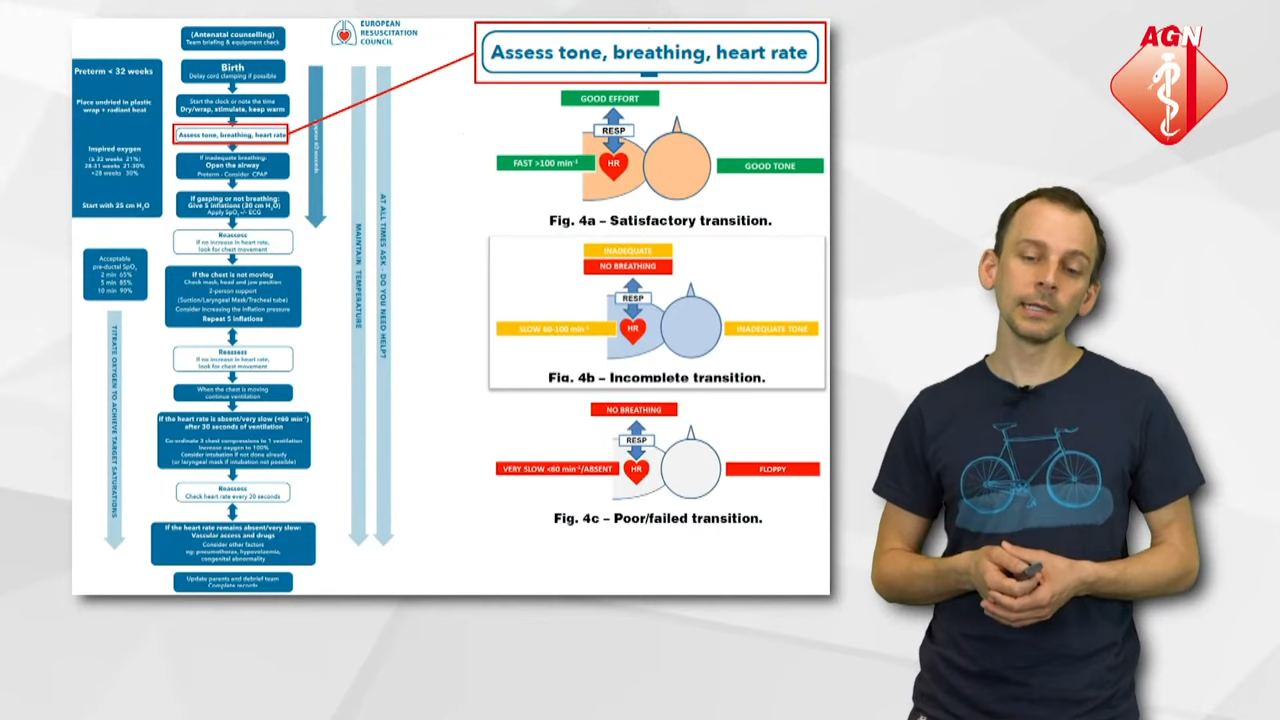 (Antenatal counselling)
Team briefing & equipment check
EUROPEAN
RESUSCITATION
COUNCIL
Preterm < 32 weeks
Place undried in plastic
wrap + radiant heat
Inspired oxygen
28-31 weeks 21-30%
<28 weeks 30%
Start with 25 cm H₂O
Acceptable
pre-ductal SpO₂
2 min 65%
5 min 85%
10 min 90%
TITRATE OXYGEN TO ACHIEVE TARGET SATURATIONS
Birth
Delay cord clamping if possible
Start the clock or note the time
Dry/wrap, stimulate, keep warm
Assess tone, breathing, heart rate
If inadequate breathing:
Open the airway
Preterm - Consider CPAP
If gasping or not breathing:
Give 5 inflations (30 cm H₂O)
Apply SpO₂ +/- ECG
Reassess
If no increase in heart rate,
look for chest movement
If the chest is not moving
Check mask, head and jaw position
2-person support
(Suction/Laryngeal Mask/Tracheal tube)
Consider increasing the inflation pressure
Repeat 5 inflations
Reassess
If no increase in heart rate,
look for chest movement
When the chest is moving
continue ventilation
If the heart rate is absent/very slow (<60 min⁻¹)
after 30 seconds of ventilation
Co-ordinate 3 chest compressions to 1 ventilation
Increase oxygen to 100%
Consider intubation if not done already
(or laryngeal mask if intubation not possible)
Reassess
Check heart rate every 30 seconds
If the heart rate remains absent/very slow:
Vascular access and drugs
Consider other factors
eg: pneumothorax, hypovolaemia,
congenital abnormality
Update parents and debrief team
Complete records
60 seconds
MAINTAIN TEMPERATURE
AT ALL TIMES ASK - DO YOU NEED HELP?
Assess tone, breathing, heart rate
GOOD EFFORT
RESP
FAST >100 min⁻¹
HR
GOOD TONE
Fig. 4a – Satisfactory transition.
INADEQUATE
NO BREATHING
RESP
SLOW 60-100 min⁻¹
HR
INADEQUATE TONE
Fig. 4b – Incomplete transition.
NO BREATHING
RESP
VERY SLOW <60 min⁻¹/ABSENT
HR
FLOPPY
Fig. 4c – Poor/failed transition.
AGN